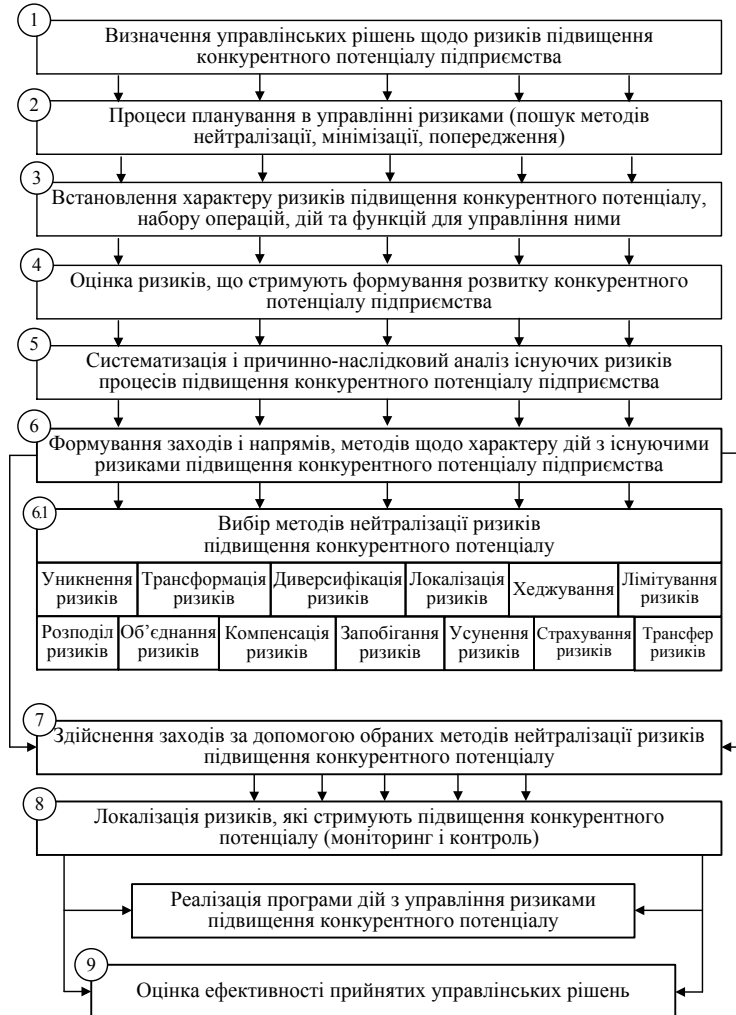 1
Визначення управлінських рішень щодо ризиків підвищення
конкурентного потенціалу підприємства
2
Процеси планування в управлінні ризиками (пошук методів
нейтралізації, мінімізації, попередження)
3
Встановлення характеру ризиків підвищення конкурентного потенціалу,
набору операцій, дій та функцій для управління ними
4
Оцінка ризиків, що стримують формування розвитку конкурентного
потенціалу підприємства
5
Систематизація і причинно-наслідковий аналіз існуючих ризиків
процесів підвищення конкурентного потенціалу підприємства
6
Формування заходів і напрямів, методів щодо характеру дій з існуючими
ризиками підвищення конкурентного потенціалу підприємства
6.1
Вибір методів нейтралізації ризиків
підвищення конкурентного потенціалу
Уникнення
ризиків
Трансформація
ризиків
Диверсифікація
ризиків
Локалізація
ризиків
Хеджування
Лімітування
ризиків
Розподіл
ризиків
Об’єднання
ризиків
Компенсація
ризиків
Запобігання
ризиків
Усунення
ризиків
Страхування
ризиків
Трансфер
ризиків
7
Здійснення заходів за допомогою обраних методів нейтралізації ризиків
підвищення конкурентного потенціалу
8
Локалізація ризиків, які стримують підвищення конкурентного
потенціалу (моніторинг і контроль)
Реалізація програми дій з управління ризиками
підвищення конкурентного потенціалу
9
Оцінка ефективності прийнятих управлінських рішень